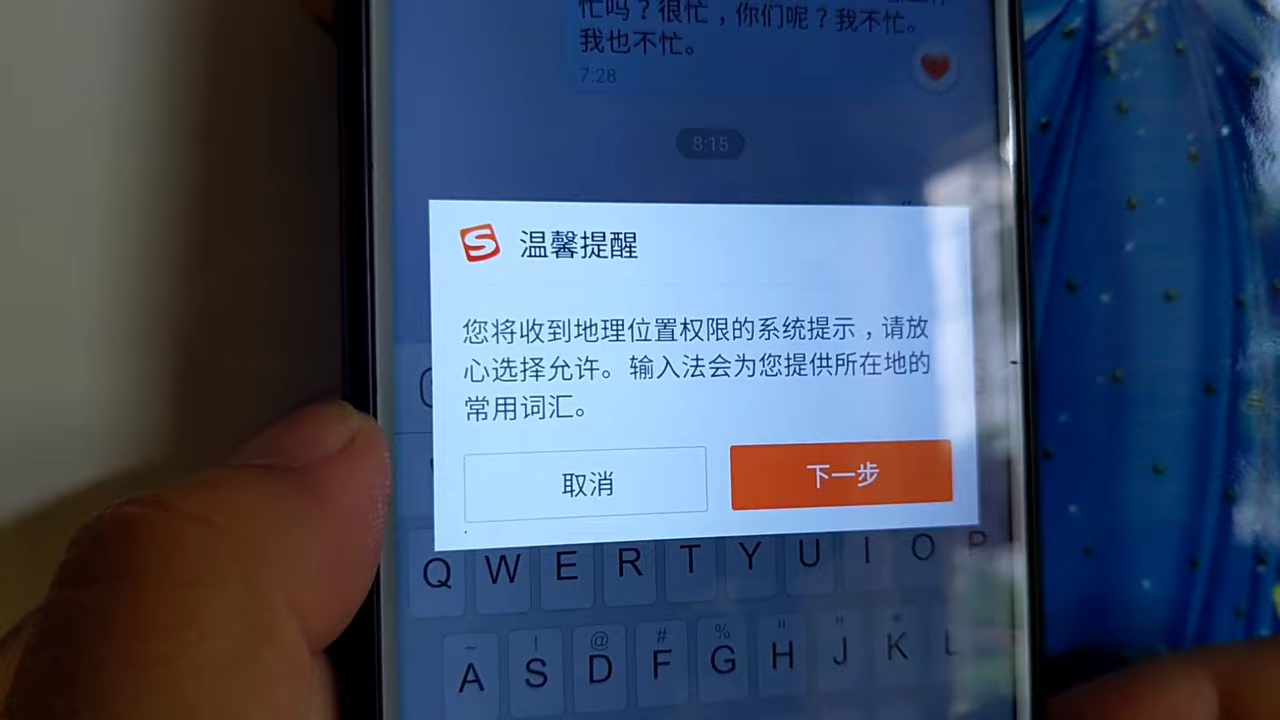 忙吗？很忙，你们呢？我不忙。
我也不忙。
7:28
8:15
温馨提醒
您将收到地理位置权限的系统提示，请放
心选择允许。输入法会为您提供所在地的
常用词汇。
取消
下一步
Q W E R T Y U I O P
~ ! @ # % " " *
A S D F G H J K L